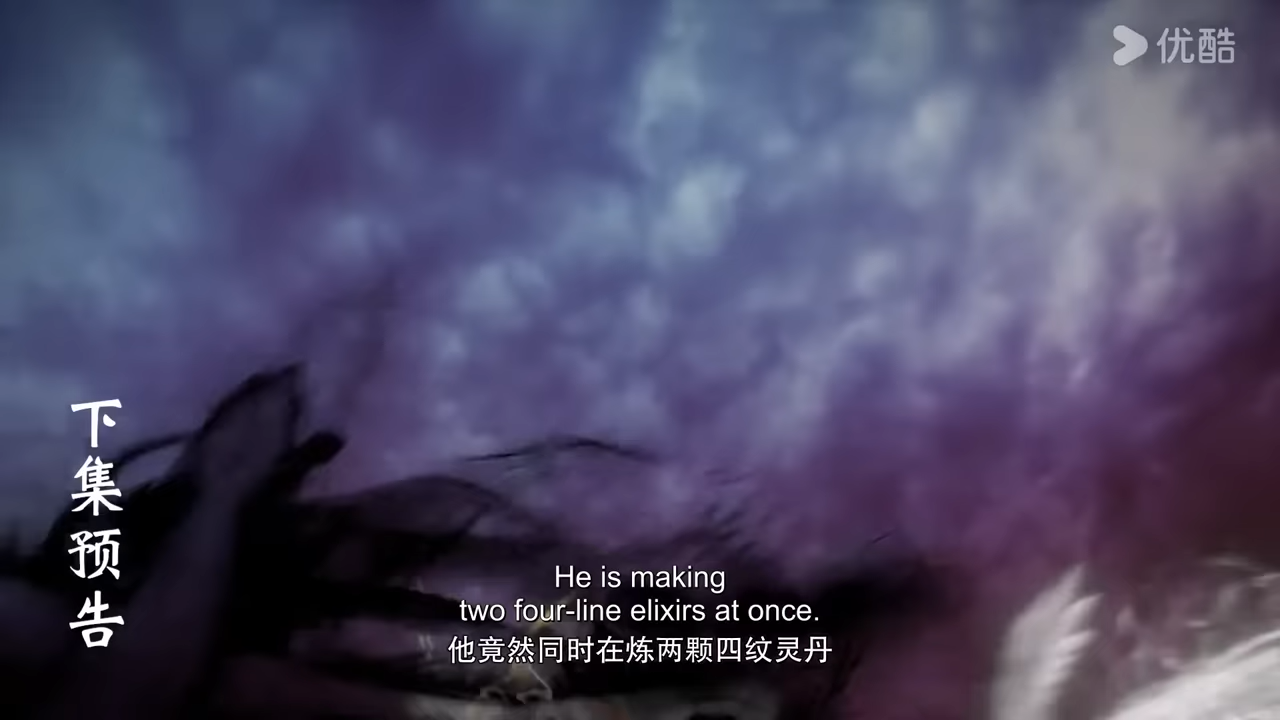 优酷
下集预告
He is making
two four-line elixirs at once.
他竟然同时在炼两颗四纹灵丹